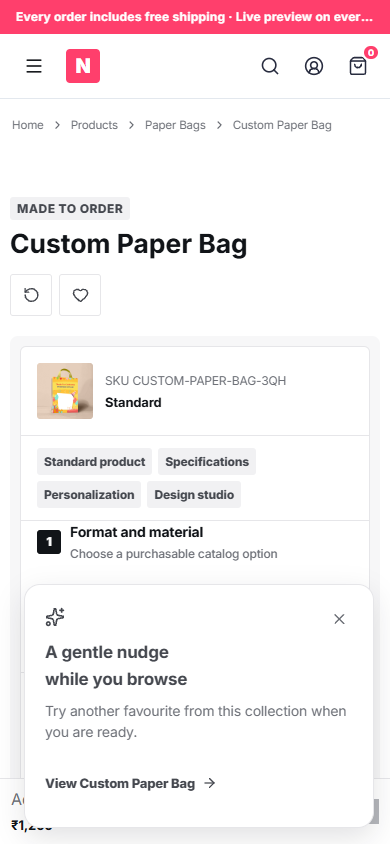 Every order includes free shipping · Live preview on ever...
N
0
Home > Products > Paper Bags > Custom Paper Bag
MADE TO ORDER
Custom Paper Bag
SKU CUSTOM-PAPER-BAG-3QH
Standard
Standard product Specifications
Personalization Design studio
1 Format and material
Choose a purchasable catalog option
A gentle nudge
while you browse
Try another favourite from this collection when
you are ready.
View Custom Paper Bag →